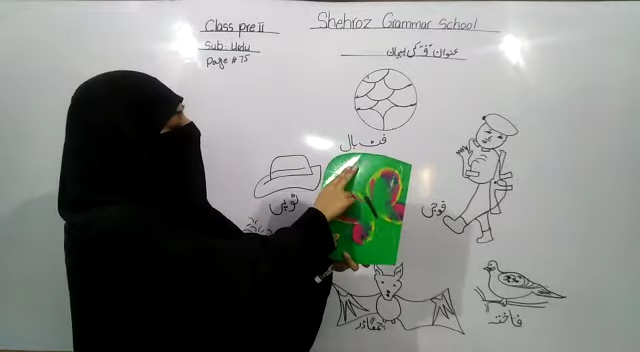 Shehroz Grammar School
Class pre II
Sub: Urdu
Page # 75
عنوان "ف" کی پہچان
فٹ بال
ٹوپی
فوجی
چمگادڑ
فاختہ